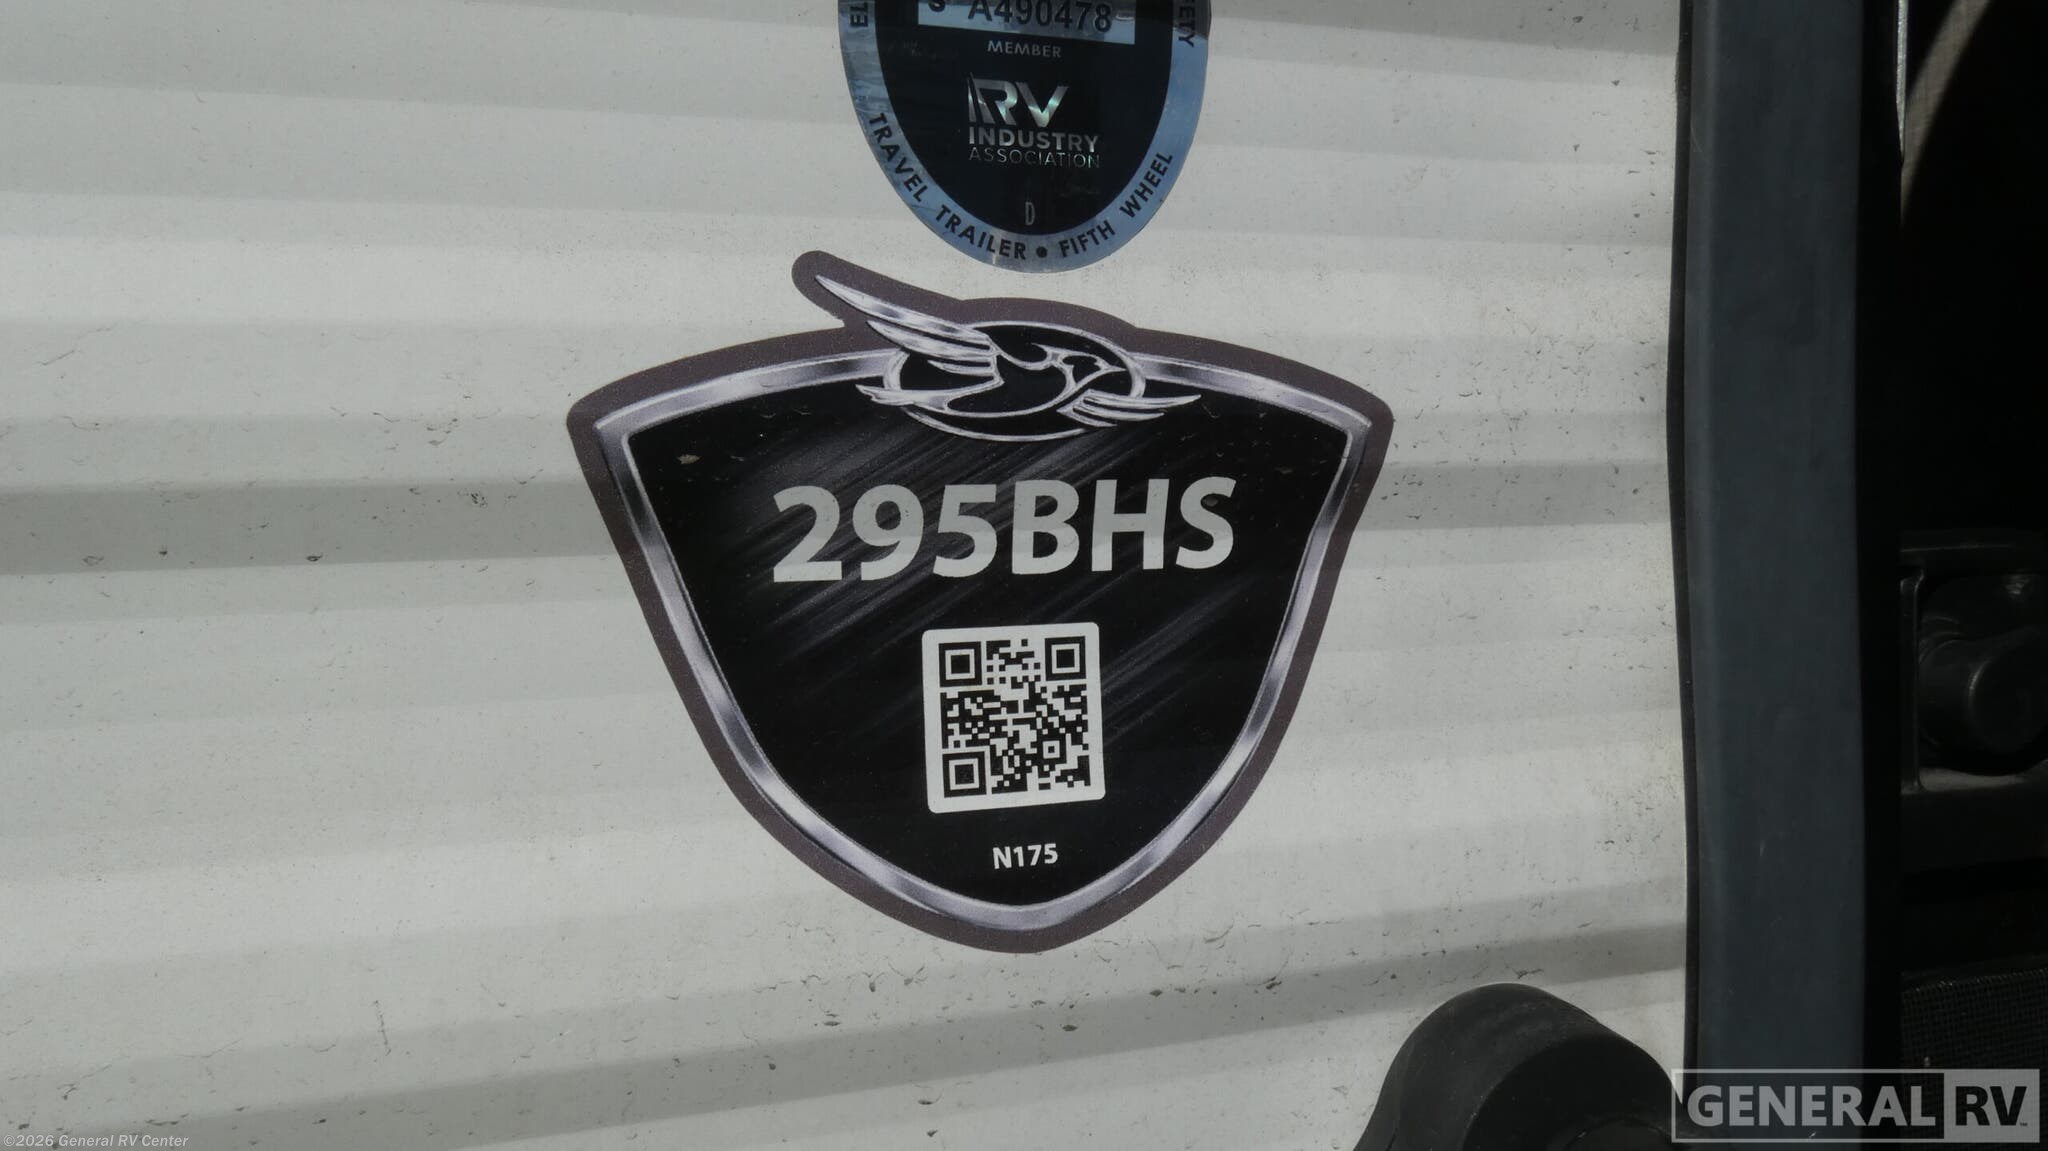 S A490478
MEMBER
RV
INDUSTRY
ASSOCIATION
D
TRAVEL TRAILER • FIFTH WHEEL
295BHS
N175
GENERAL RV
©2026 General RV Center